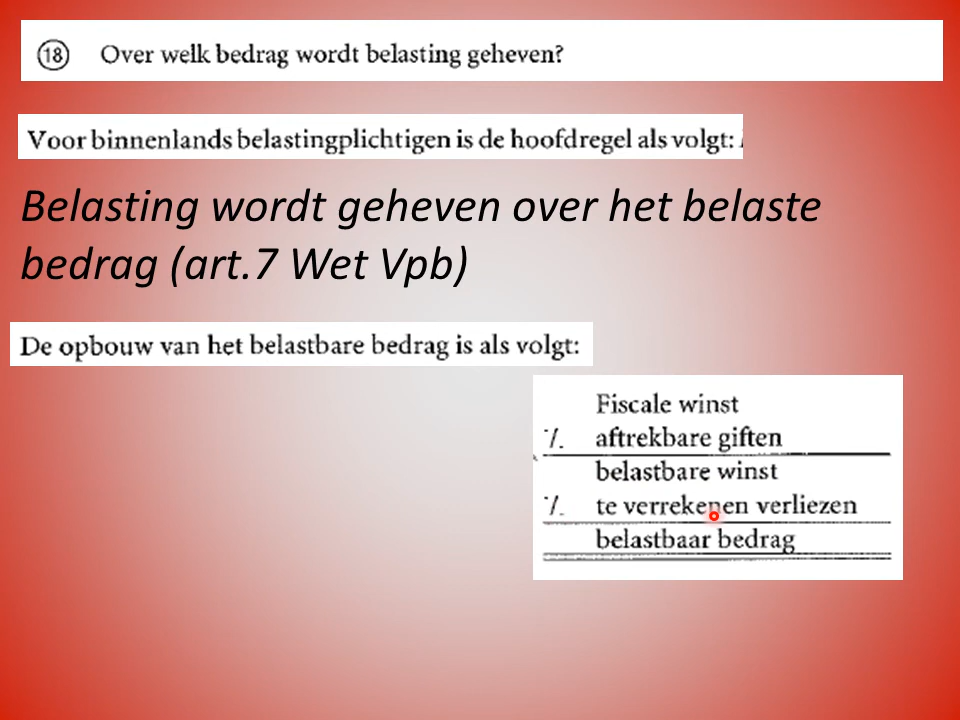 18 Over welk bedrag wordt belasting geheven?
Voor binnenlands belastingplichtigen is de hoofdregel als volgt:
Belasting wordt geheven over het belaste
bedrag (art.7 Wet Vpb)
De opbouw van het belastbare bedrag is als volgt:
Fiscale winst
-/- aftrekbare giften
belastbare winst
-/- te verrekenen verliezen
belastbaar bedrag